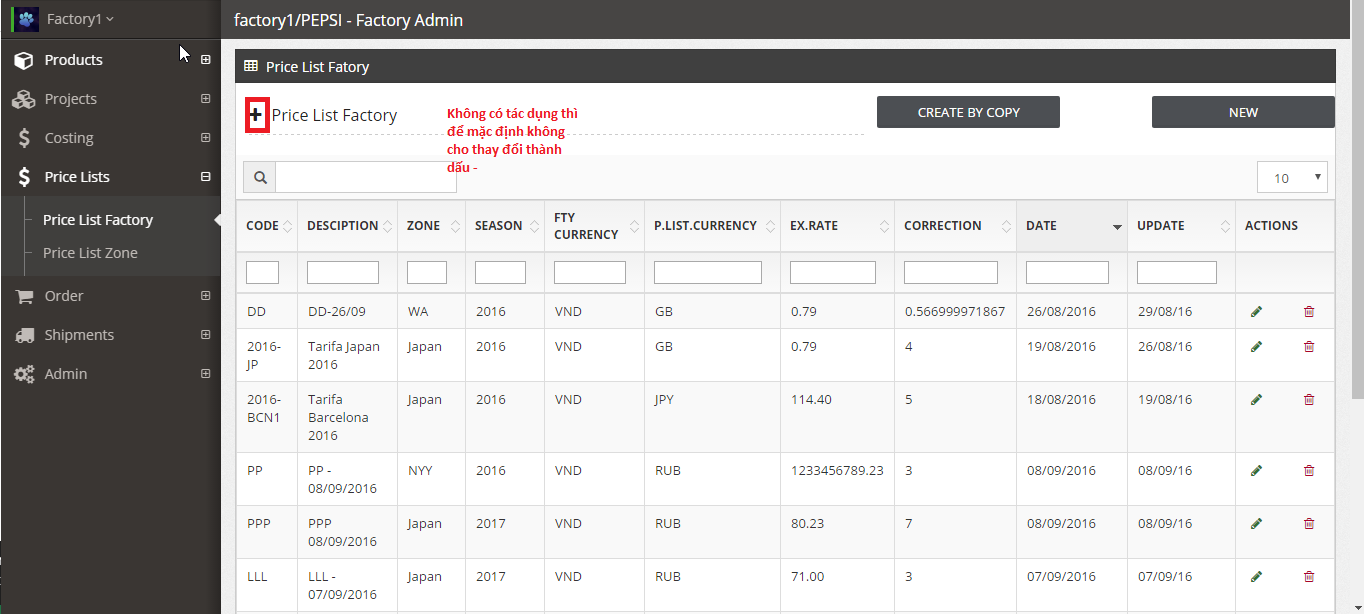 Factory1
factory1/PEPSI - Factory Admin
Products
Projects
Costing
Price Lists
Price List Factory
Price List Zone
Order
Shipments
Admin
Price List Fatory
+ Price List Factory
Không có tác dụng thì
để mặc định không
cho thay đổi thành
dấu -
CREATE BY COPY
NEW
10
CODE DESCIPTION ZONE SEASON FTY CURRENCY P.LIST.CURRENCY EX.RATE CORRECTION DATE UPDATE ACTIONS
DD DD-26/09 WA 2016 VND GB 0.79 0.566999971867 26/08/2016 29/08/16
2016-JP Tarifa Japan 2016 Japan 2016 VND GB 0.79 4 19/08/2016 26/08/16
2016-BCN1 Tarifa Barcelona 2016 Japan 2016 VND JPY 114.40 5 18/08/2016 19/08/16
PP PP - 08/09/2016 NYY 2016 VND RUB 1233456789.23 3 08/09/2016 08/09/16
PPP PPP 08/09/2016 Japan 2017 VND RUB 80.23 7 08/09/2016 08/09/16
LLL LLL - 07/09/2016 Japan 2017 VND RUB 71.00 3 07/09/2016 07/09/16